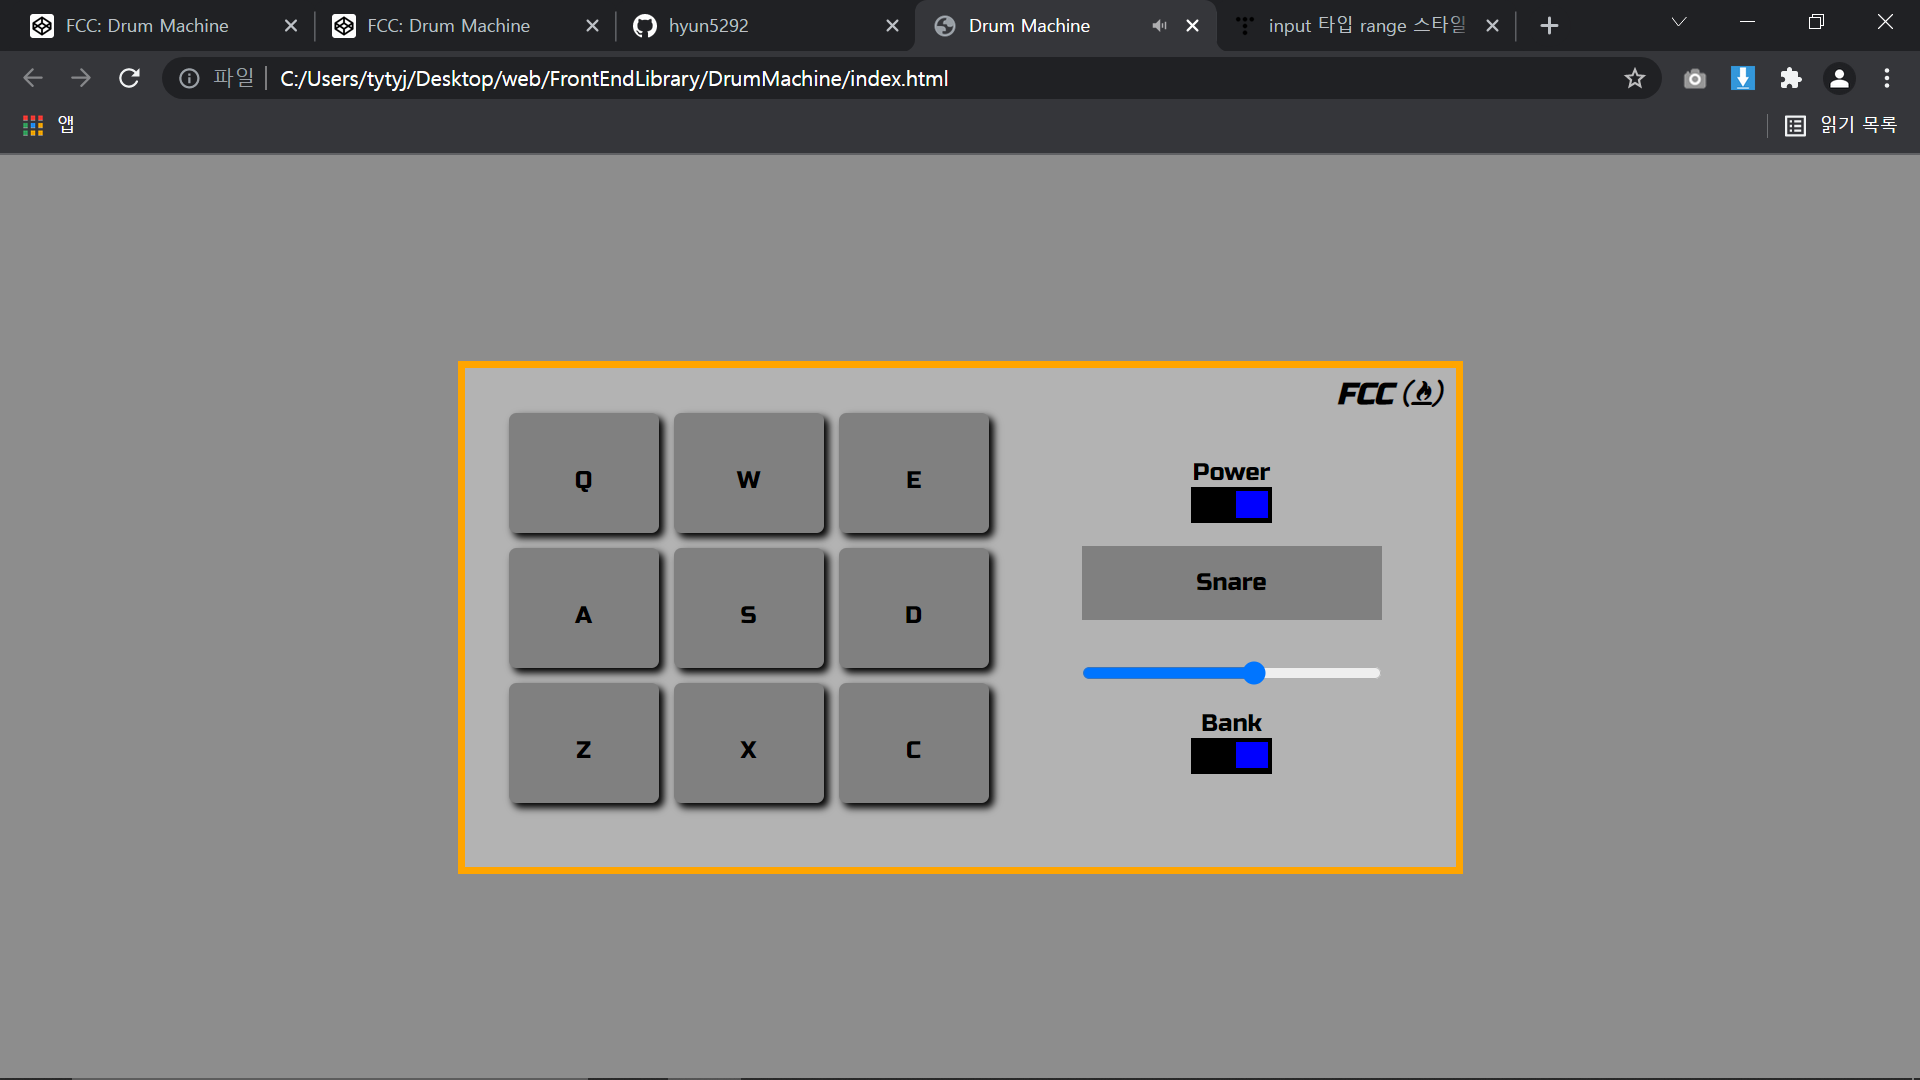 FCC: Drum Machine
FCC: Drum Machine
hyun5292
Drum Machine
input 타입 range 스타일
파일
C:/Users/tytyj/Desktop/web/FrontEndLibrary/DrumMachine/index.html
앱
읽기 목록
FCC
Q W E
Power
Snare
A S D
Bank
Z X C